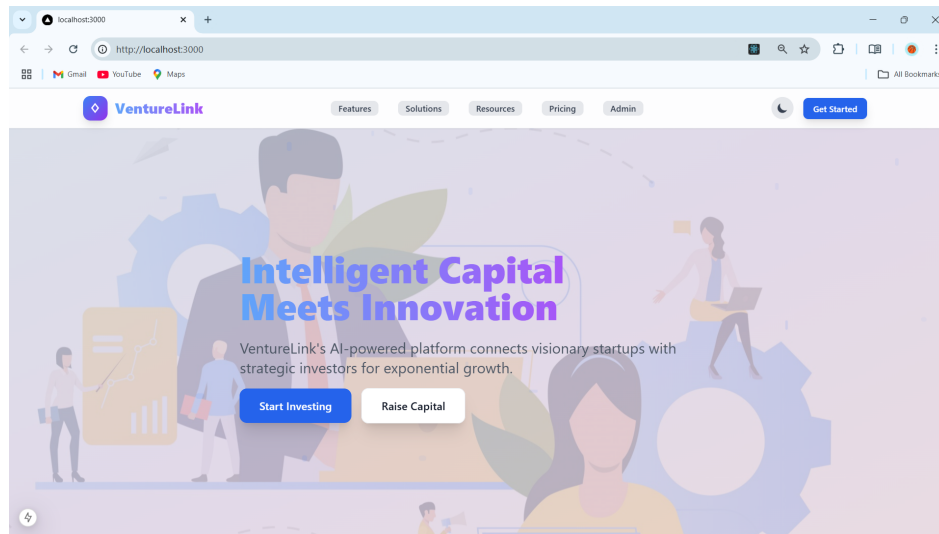 localhost:3000
http://localhost:3000
Gmail YouTube Maps All Bookmarks
VentureLink Features Solutions Resources Pricing Admin Get Started
Intelligent Capital
Meets Innovation
VentureLink's AI-powered platform connects visionary startups with
strategic investors for exponential growth.
Start Investing Raise Capital